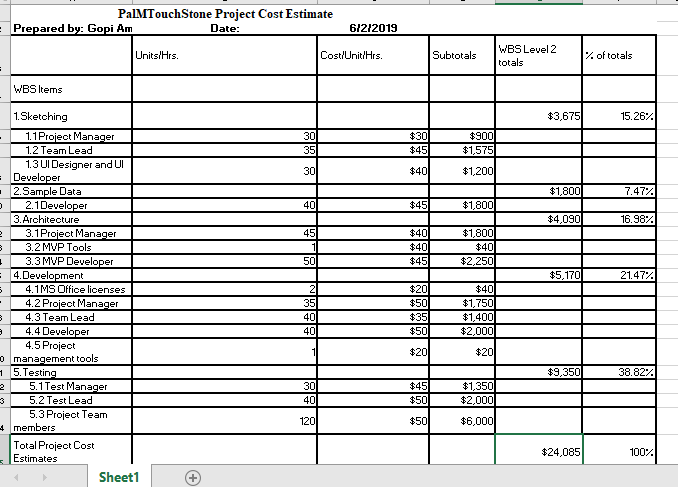 PalMTouchStone Project Cost Estimate
Prepared by: Gopi Am Date: 6/2/2019
Units/Hrs. Cost/Unit/Hrs. Subtotals WBS Level 2 totals % of totals
WBS Items
1.Sketching $3,675 15.26%
1.1 Project Manager 30 $30 $900
1.2 Team Lead 35 $45 $1,575
1.3 UI Designer and UI Developer 30 $40 $1,200
2.Sample Data $1,800 7.47%
2.1 Developer 40 $45 $1,800
3.Architecture $4,090 16.98%
3.1 Project Manager 45 $40 $1,800
3.2 MVP Tools 1 $40 $40
3.3 MVP Developer 50 $45 $2,250
4.Development $5,170 21.47%
4.1 MS Office licenses 2 $20 $40
4.2 Project Manager 35 $50 $1,750
4.3 Team Lead 40 $35 $1,400
4.4 Developer 40 $50 $2,000
4.5 Project management tools 1 $20 $20
5.Testing $9,350 38.82%
5.1 Test Manager 30 $45 $1,350
5.2 Test Lead 40 $50 $2,000
5.3 Project Team members 120 $50 $6,000
Total Project Cost Estimates $24,085 100%
Sheet1